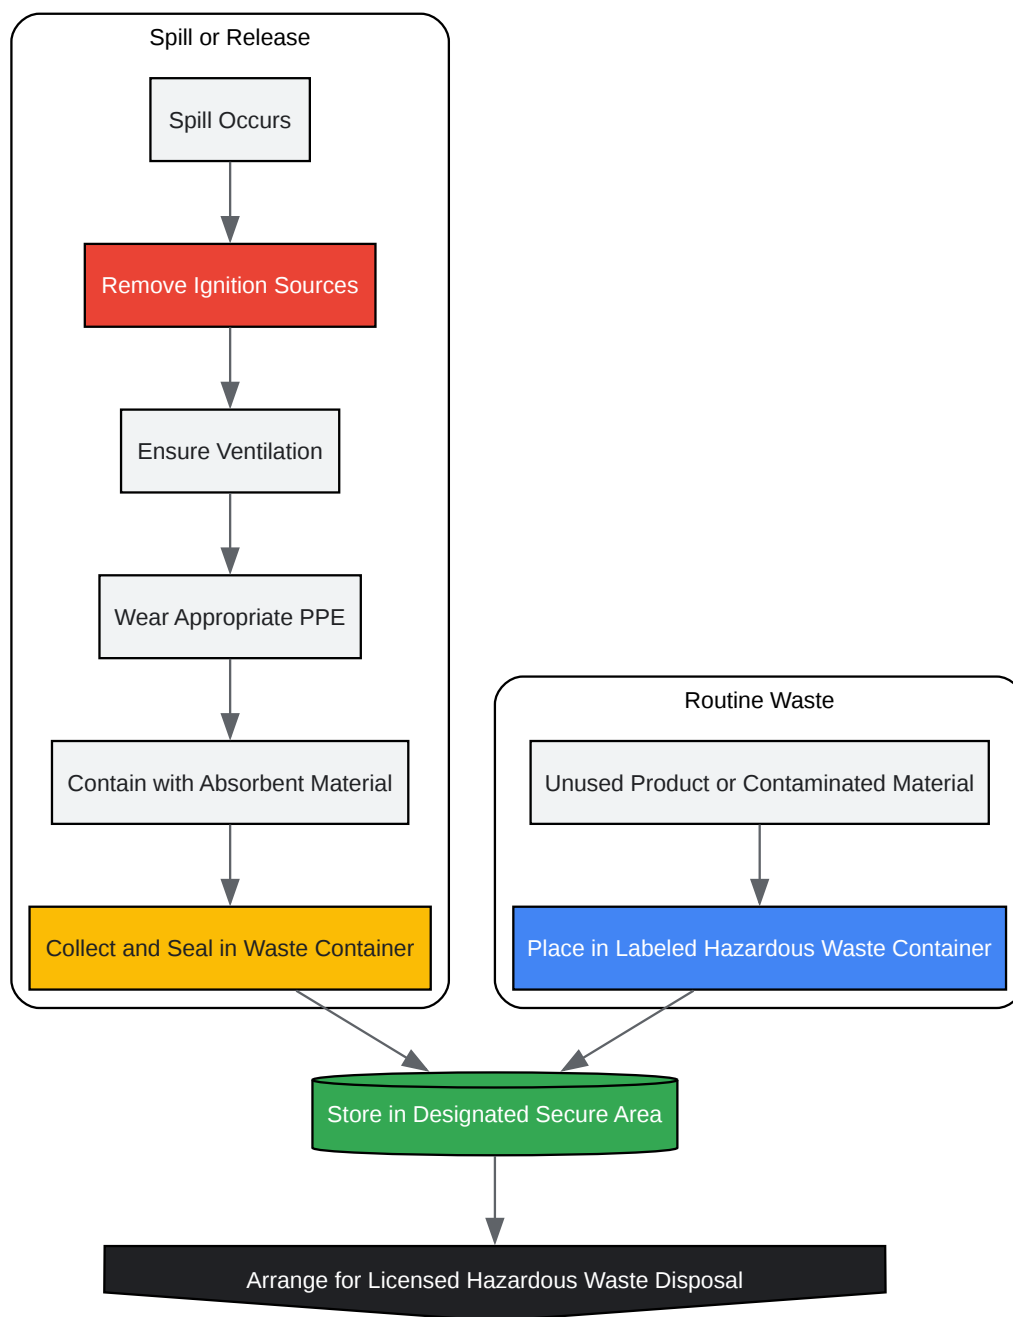 Spill or Release
Spill Occurs
Remove Ignition Sources
Ensure Ventilation
Wear Appropriate PPE
Contain with Absorbent Material
Collect and Seal in Waste Container
Routine Waste
Unused Product or Contaminated Material
Place in Labeled Hazardous Waste Container
Store in Designated Secure Area
Arrange for Licensed Hazardous Waste Disposal